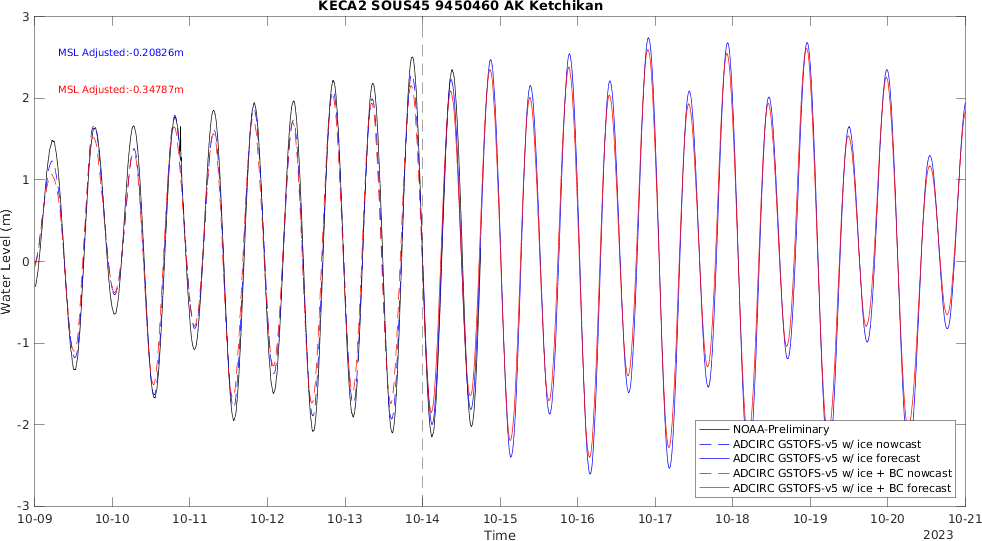 KECA2 SOUS45 9450460 AK Ketchikan
MSL Adjusted:-0.20826m
MSL Adjusted:-0.34787m
Water Level (m)
3
2
1
0
-1
-2
-3
NOAA-Preliminary
ADCIRC GSTOFS-v5 w/ ice nowcast
ADCIRC GSTOFS-v5 w/ ice forecast
ADCIRC GSTOFS-v5 w/ ice + BC nowcast
ADCIRC GSTOFS-v5 w/ ice + BC forecast
10-09 10-10 10-11 10-12 10-13 10-14 10-15 10-16 10-17 10-18 10-19 10-20 10-21
Time
2023